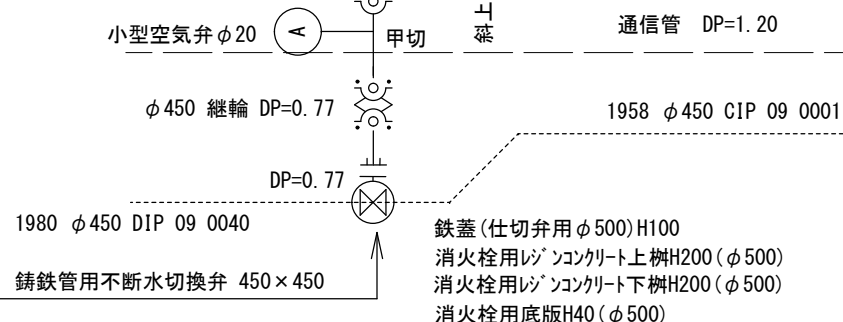 小型空気弁φ20
A
甲切
通信管 DP=1.20
φ450 継輪 DP=0.77
1958 φ450 CIP 09 0001
DP=0.77
1980 φ450 DIP 09 0040
鉄蓋(仕切弁用φ500)H100
消火栓用ﾚｼﾞﾝｺﾝｸﾘｰﾄ上桝H200(φ500)
鋳鉄管用不断水切換弁 450×450
消火栓用ﾚｼﾞﾝｺﾝｸﾘｰﾄ下桝H200(φ500)
消火栓用底版H40(φ500)